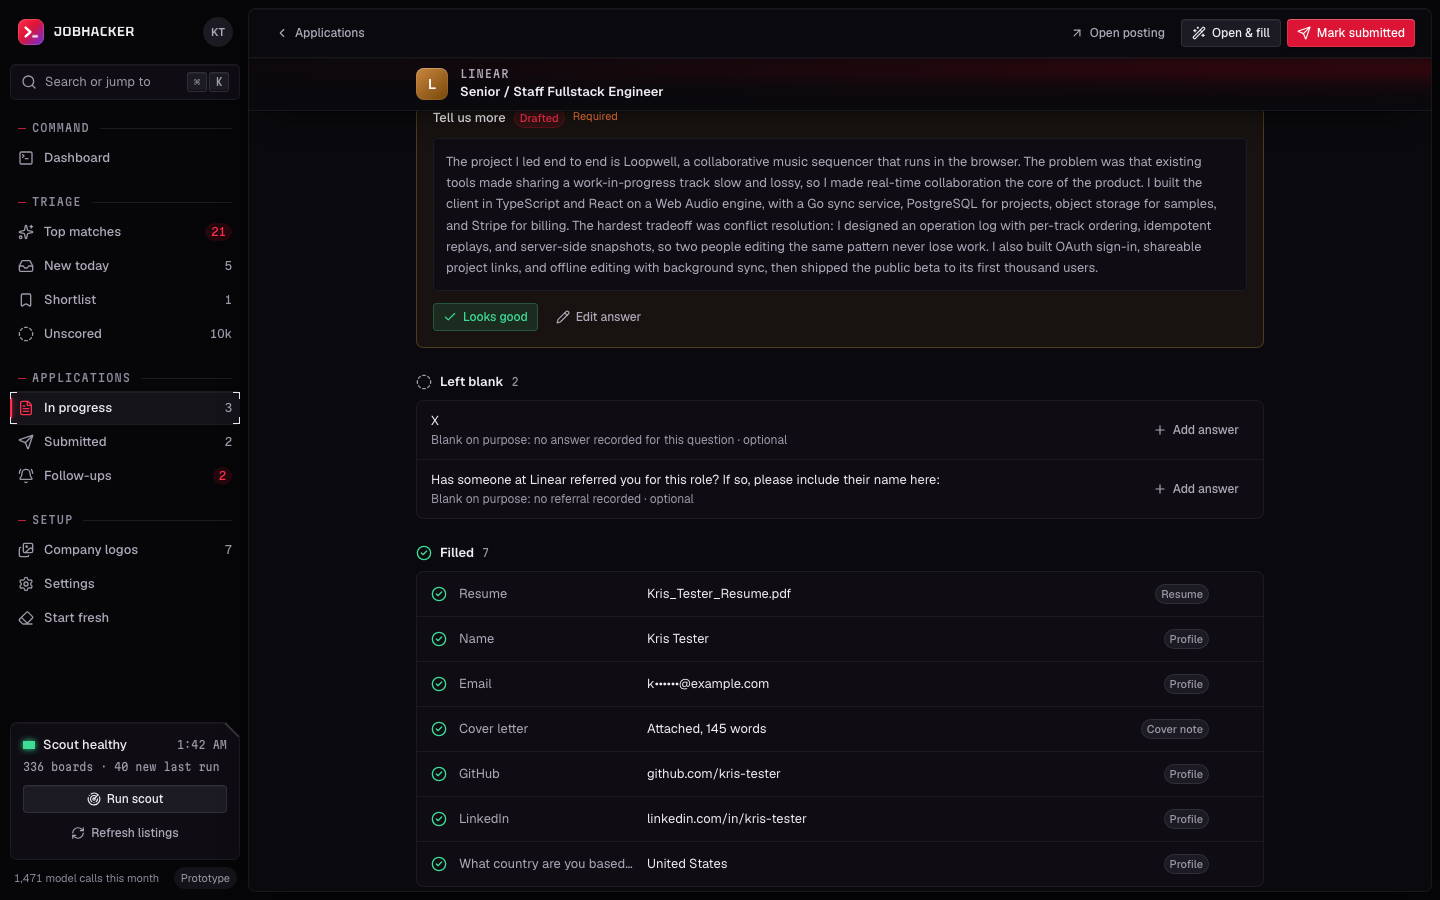 JOBHACKER
KT
Search or jump to
⌘ K
COMMAND
Dashboard
TRIAGE
Top matches 21
New today 5
Shortlist 1
Unscored 10k
APPLICATIONS
In progress 3
Submitted 2
Follow-ups 2
SETUP
Company logos 7
Settings
Start fresh
Scout healthy 1:42 AM
336 boards · 40 new last run
Run scout
Refresh listings
1,471 model calls this month Prototype
Applications
Open posting
Open & fill
Mark submitted
L
LINEAR
Senior / Staff Fullstack Engineer
Tell us more Drafted Required
The project I led end to end is Loopwell, a collaborative music sequencer that runs in the browser. The problem was that existing
tools made sharing a work-in-progress track slow and lossy, so I made real-time collaboration the core of the product. I built the
client in TypeScript and React on a Web Audio engine, with a Go sync service, PostgreSQL for projects, object storage for samples,
and Stripe for billing. The hardest tradeoff was conflict resolution: I designed an operation log with per-track ordering, idempotent
replays, and server-side snapshots, so two people editing the same pattern never lose work. I also built OAuth sign-in, shareable
project links, and offline editing with background sync, then shipped the public beta to its first thousand users.
Looks good
Edit answer
Left blank 2
X
Blank on purpose: no answer recorded for this question · optional
Add answer
Has someone at Linear referred you for this role? If so, please include their name here:
Blank on purpose: no referral recorded · optional
Add answer
Filled 7
Resume Kris_Tester_Resume.pdf Resume
Name Kris Tester Profile
Email k••••••@example.com Profile
Cover letter Attached, 145 words Cover note
GitHub github.com/kris-tester Profile
LinkedIn linkedin.com/in/kris-tester Profile
What country are you based... United States Profile